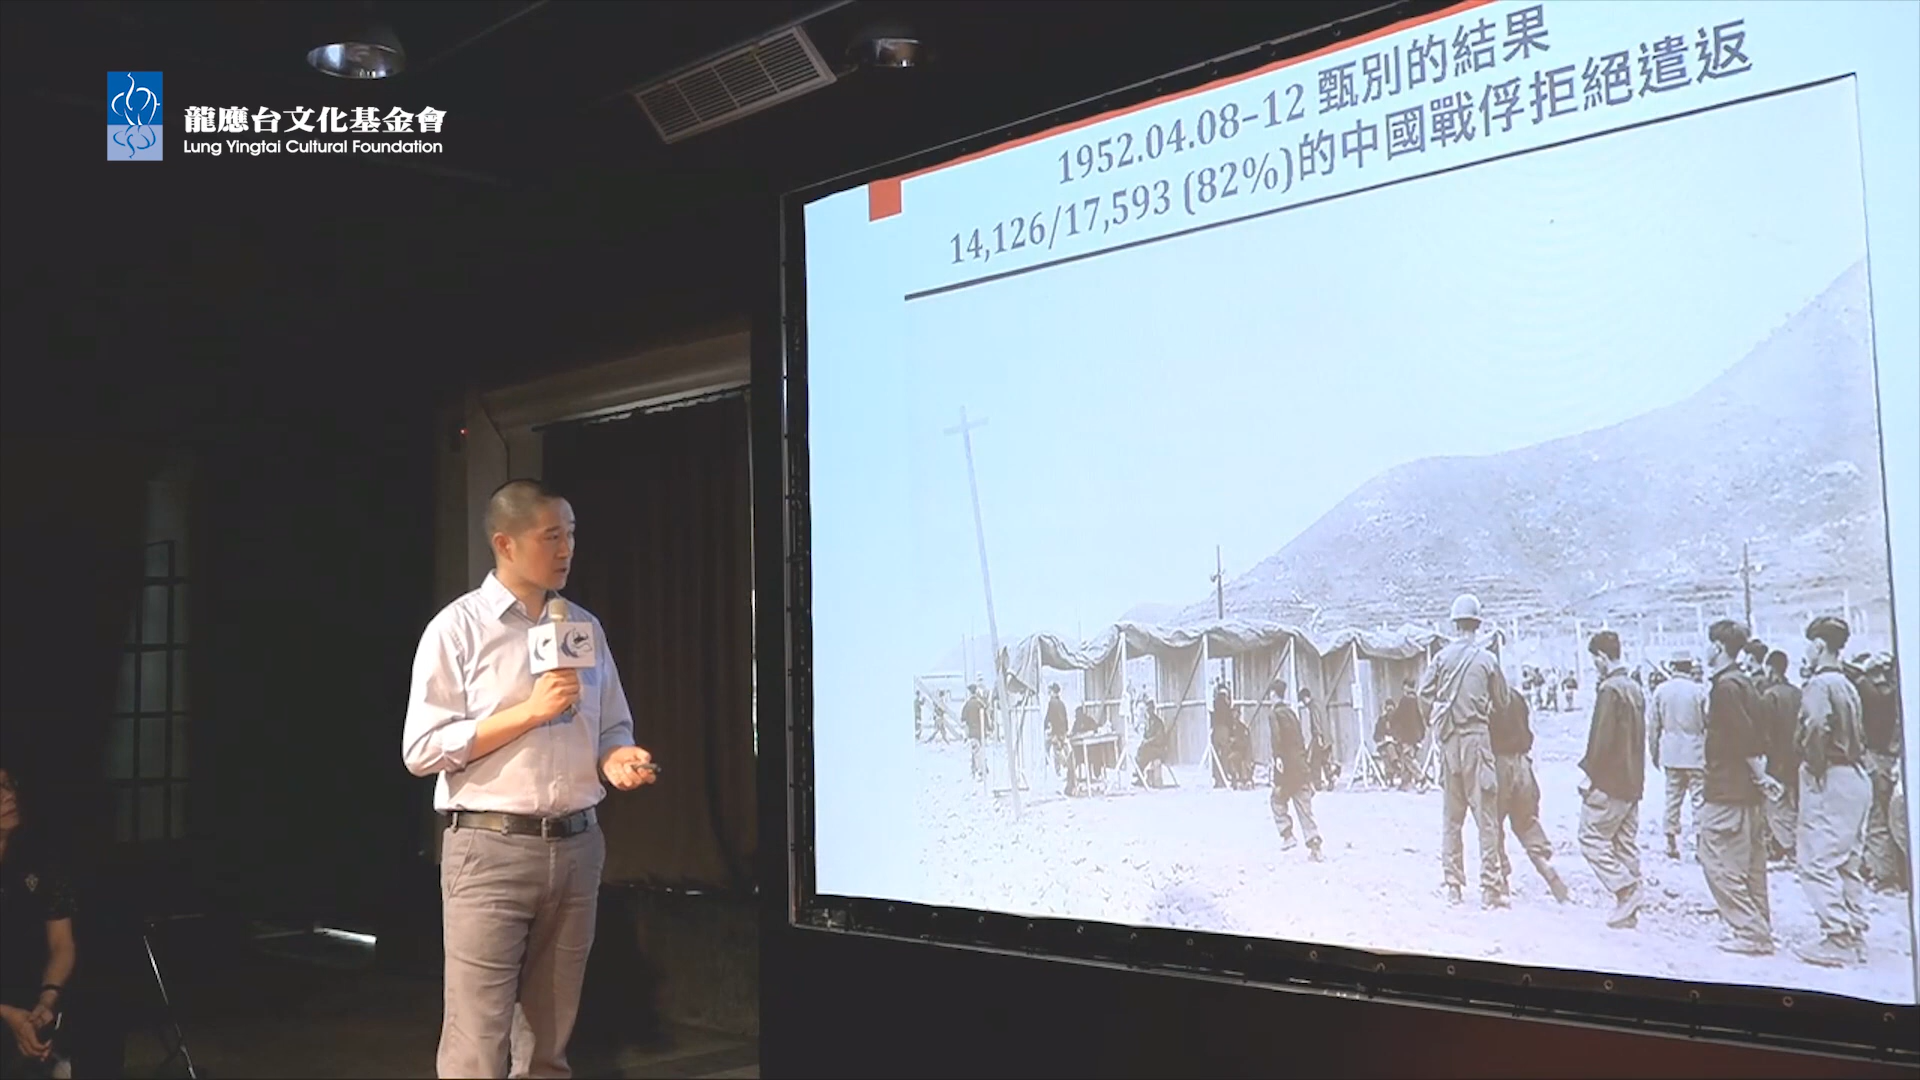 龍應台文化基金會
Lung Yingtai Cultural Foundation
1952.04.08-12 甄別的結果
14,126/17,593 (82%)的中國戰俘拒絕遣返